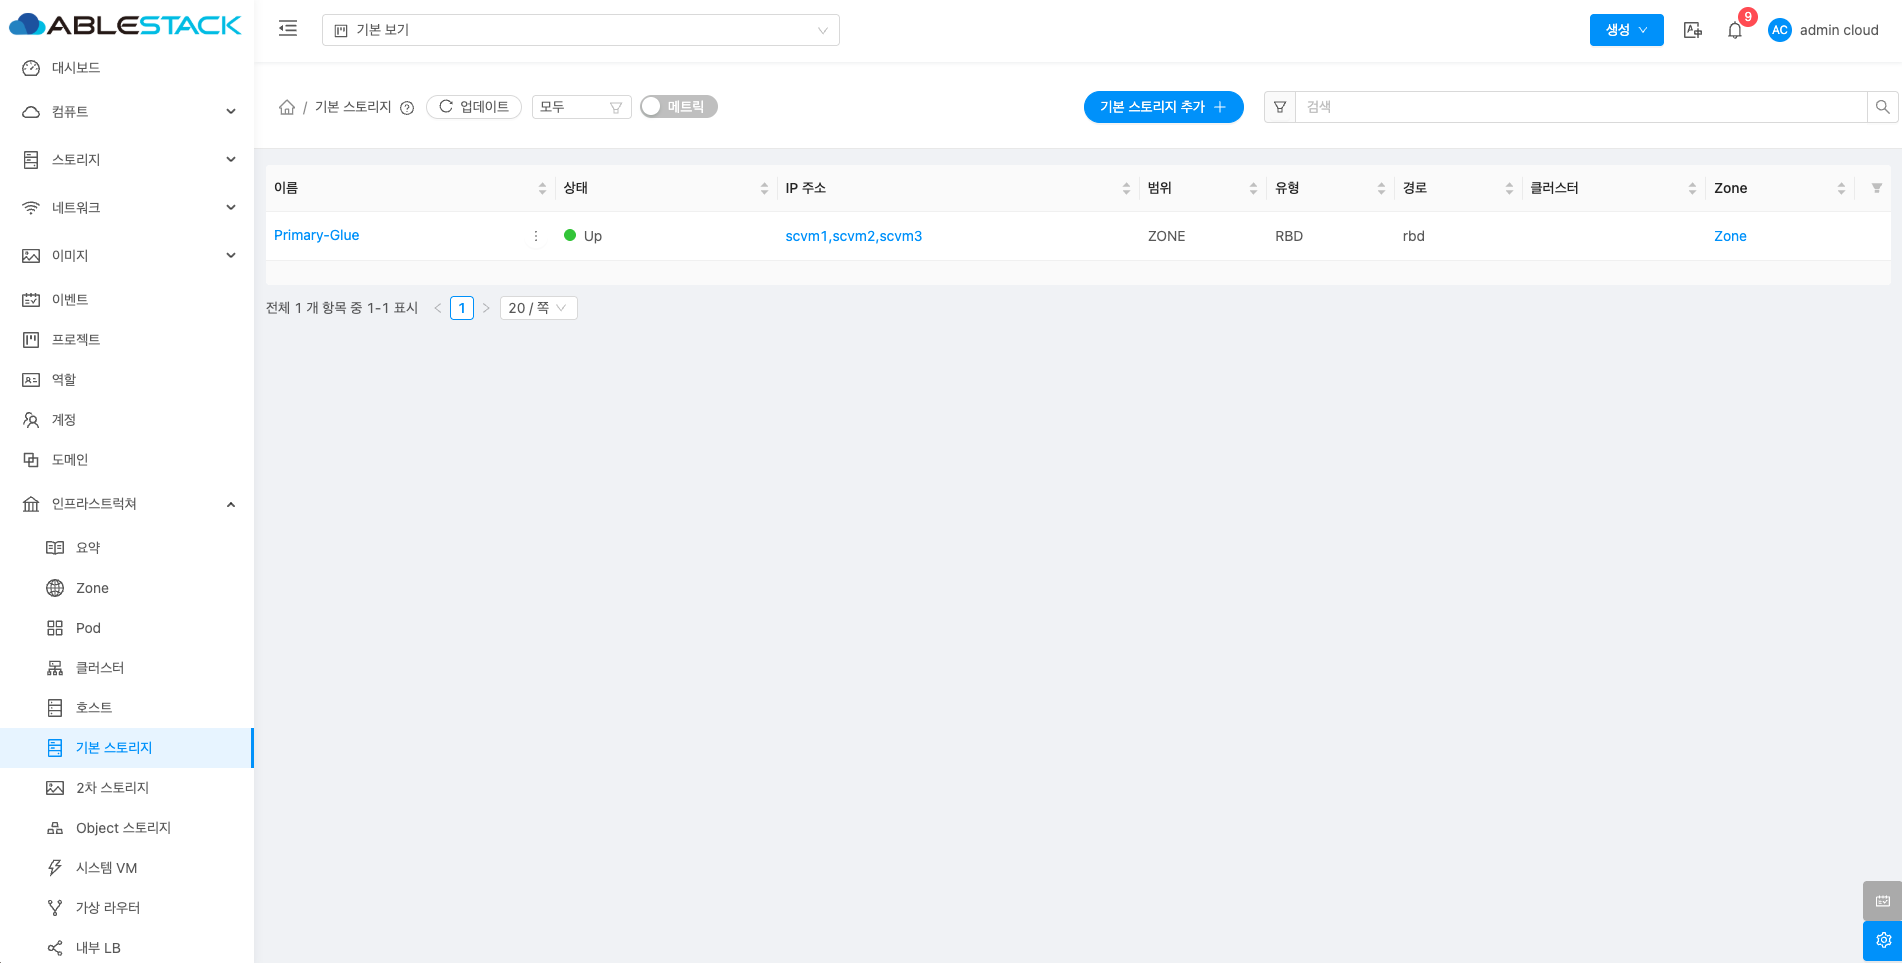 ABLESTACK
대시보드
컴퓨트
스토리지
네트워크
이미지
이벤트
프로젝트
역할
계정
도메인
인프라스트럭쳐
요약
Zone
Pod
클러스터
호스트
기본 스토리지
2차 스토리지
Object 스토리지
시스템 VM
가상 라우터
내부 LB
기본 보기
생성
9
AC admin cloud
/ 기본 스토리지 업데이트 모두 메트릭
기본 스토리지 추가 검색
이름 상태 IP 주소 범위 유형 경로 클러스터 Zone
Primary-Glue Up scvm1,scvm2,scvm3 ZONE RBD rbd Zone
전체 1 개 항목 중 1-1 표시 < 1 > 20 / 쪽